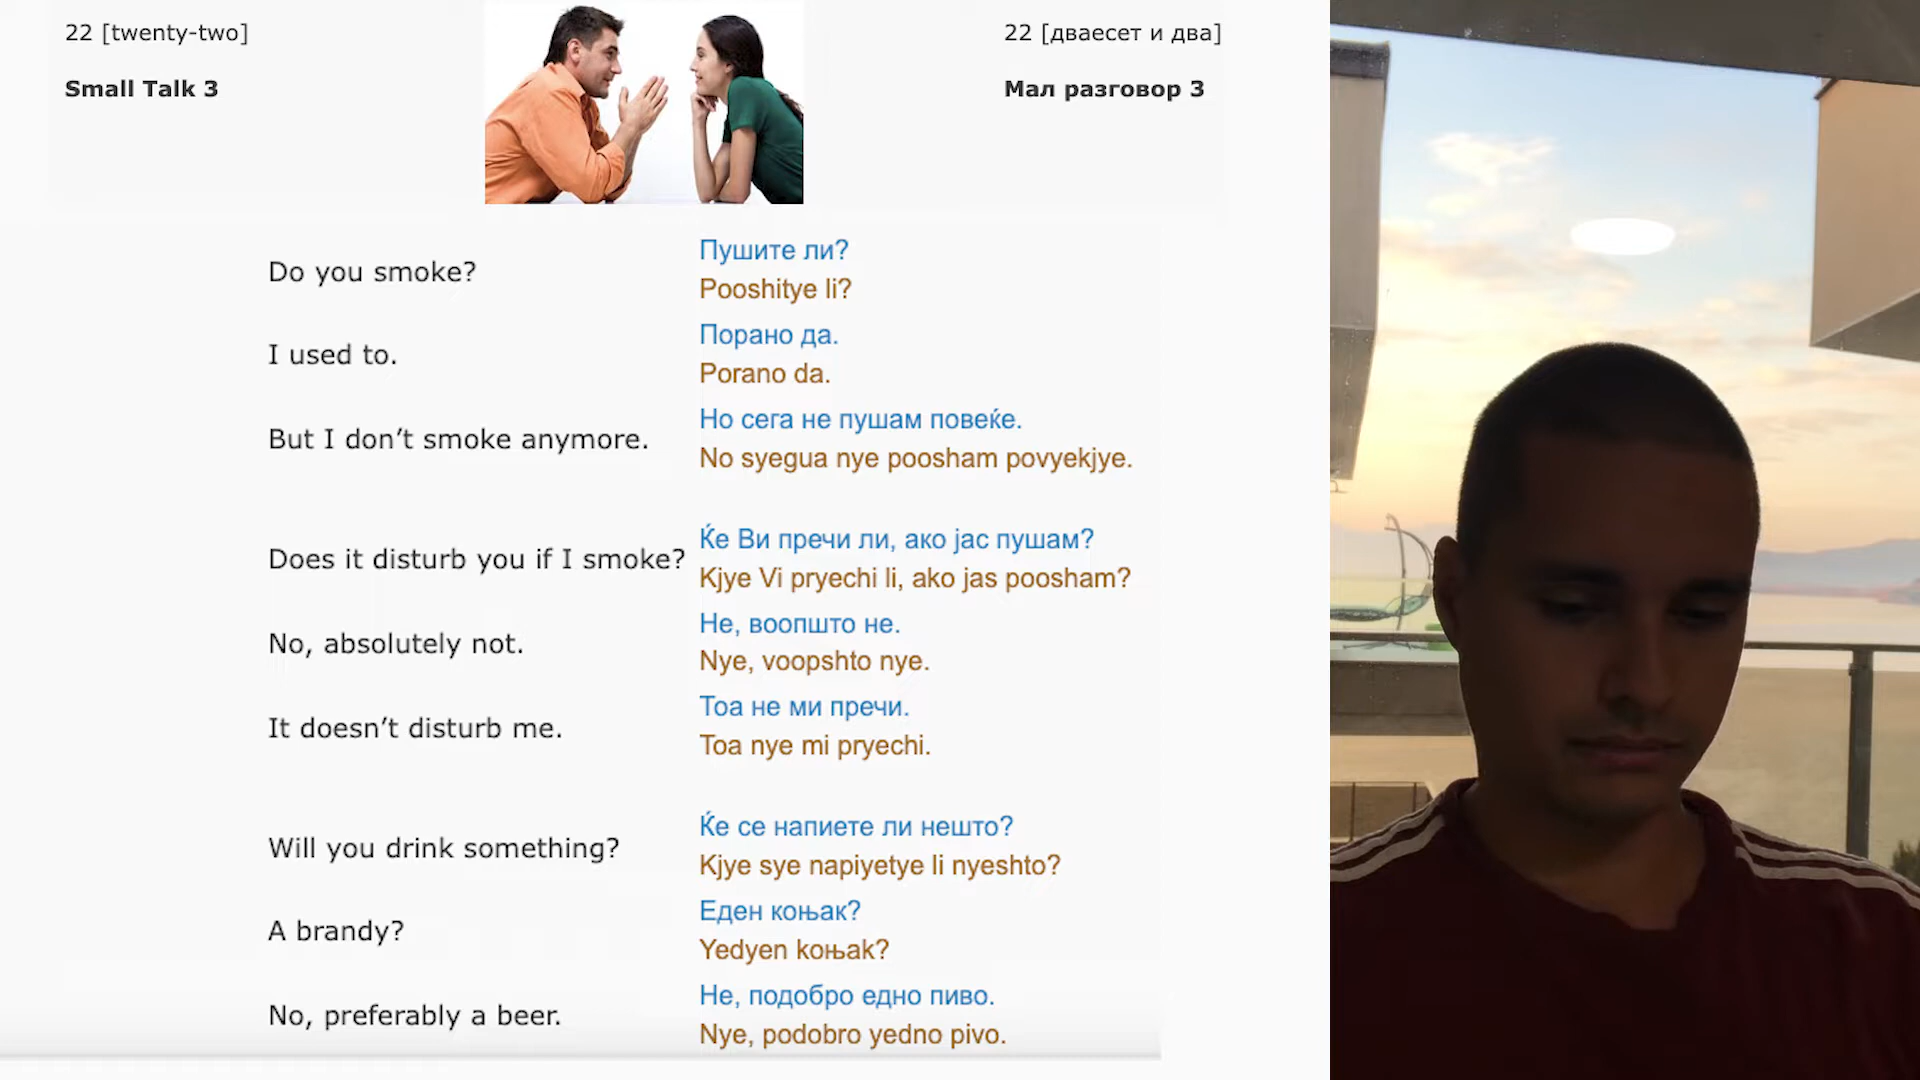 22 [twenty-two]
22 [дваесет и два]
Small Talk 3
Мал разговор 3
Do you smoke?
Пушите ли?
Pooshitye li?
I used to.
Порано да.
Porano da.
But I don’t smoke anymore.
Но сега не пушам повеќе.
No syegua nye poosham povyekjye.
Does it disturb you if I smoke?
Ќе Ви пречи ли, ако јас пушам?
Kjye Vi pryechi li, ako jas poosham?
No, absolutely not.
Не, воопшто не.
Nye, voopshto nye.
It doesn’t disturb me.
Тоа не ми пречи.
Toa nye mi pryechi.
Will you drink something?
Ќе се напиете ли нешто?
Kjye sye napiyetye li nyeshto?
A brandy?
Еден коњак?
Yedyen koњak?
No, preferably a beer.
Не, подобро едно пиво.
Nye, podobro yedno pivo.